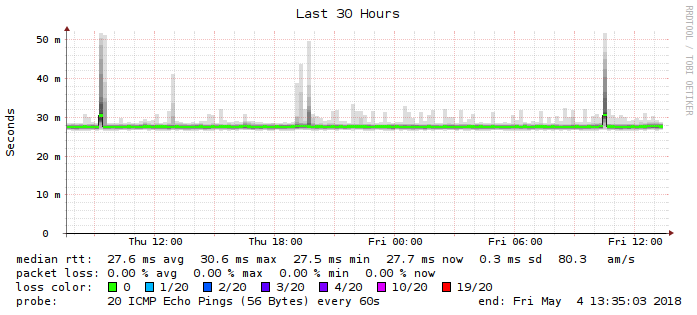 Last 30 Hours
RRDTOOL / TOBI OETIKER
Seconds
50 m
40 m
30 m
20 m
10 m
0
Thu 12:00 Thu 18:00 Fri 00:00 Fri 06:00 Fri 12:00
median rtt: 27.6 ms avg 30.6 ms max 27.5 ms min 27.7 ms now 0.3 ms sd 80.3 am/s
packet loss: 0.00 % avg 0.00 % max 0.00 % min 0.00 % now
loss color: 0 1/20 2/20 3/20 4/20 10/20 19/20
probe: 20 ICMP Echo Pings (56 Bytes) every 60s end: Fri May 4 13:35:03 2018